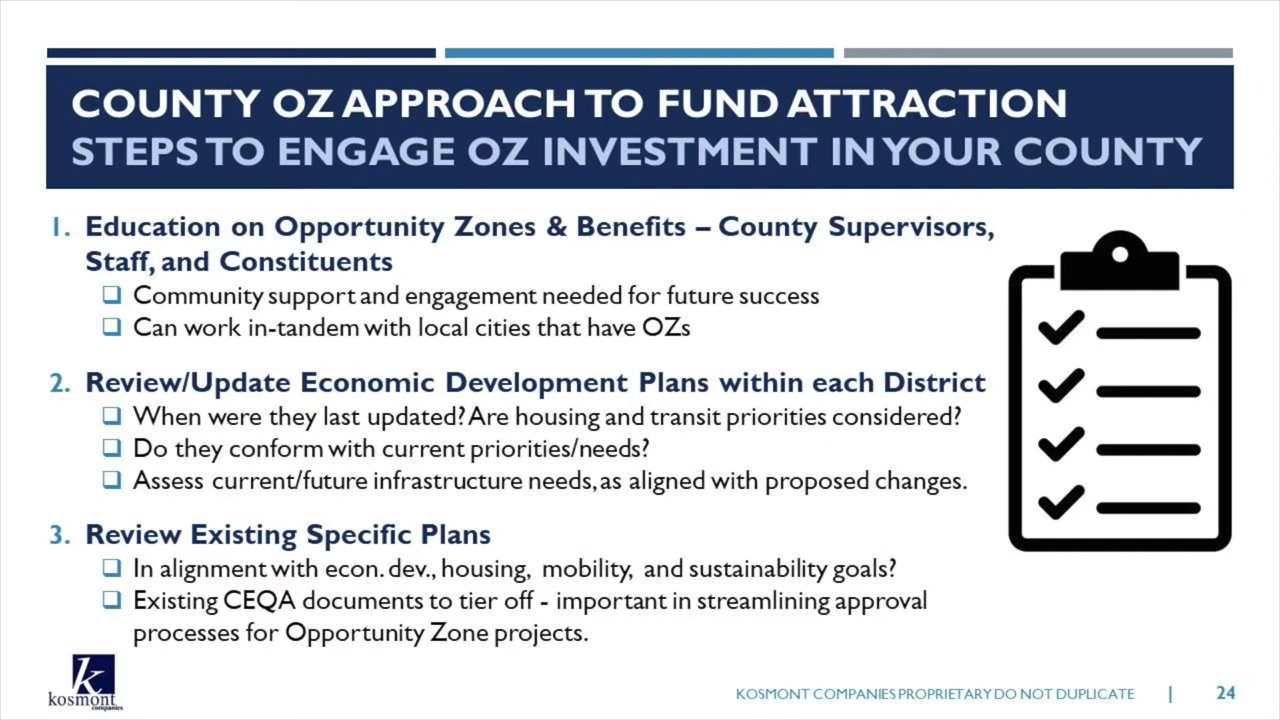 COUNTY OZ APPROACH TO FUND ATTRACTION
STEPS TO ENGAGE OZ INVESTMENT IN YOUR COUNTY
1. Education on Opportunity Zones & Benefits – County Supervisors,
Staff, and Constituents
❑ Community support and engagement needed for future success
❑ Can work in-tandem with local cities that have OZs
2. Review/Update Economic Development Plans within each District
❑ When were they last updated? Are housing and transit priorities considered?
❑ Do they conform with current priorities/needs?
❑ Assess current/future infrastructure needs, as aligned with proposed changes.
3. Review Existing Specific Plans
❑ In alignment with econ. dev., housing, mobility, and sustainability goals?
❑ Existing CEQA documents to tier off - important in streamlining approval
processes for Opportunity Zone projects.
k
kosmont
companies
KOSMONT COMPANIES PROPRIETARY DO NOT DUPLICATE | 24